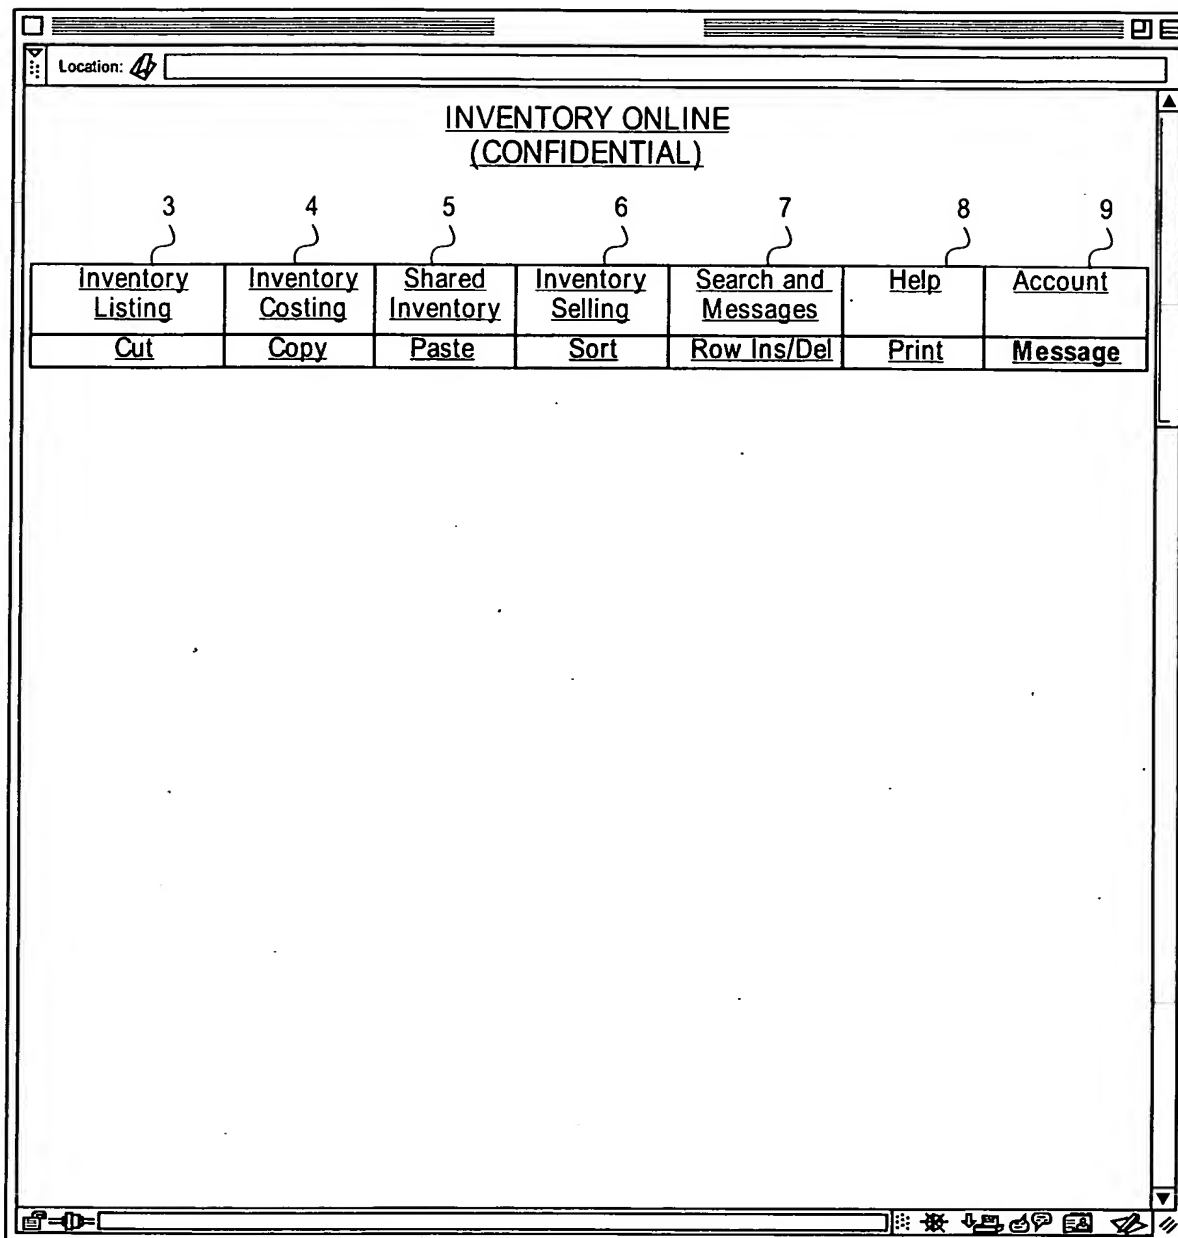 Location:
INVENTORY ONLINE
(CONFIDENTIAL)
3 4 5 6 7 8 9
Inventory Listing Inventory Costing Shared Inventory Inventory Selling Search and Messages Help Account
Cut Copy Paste Sort Row Ins/Del Print Message